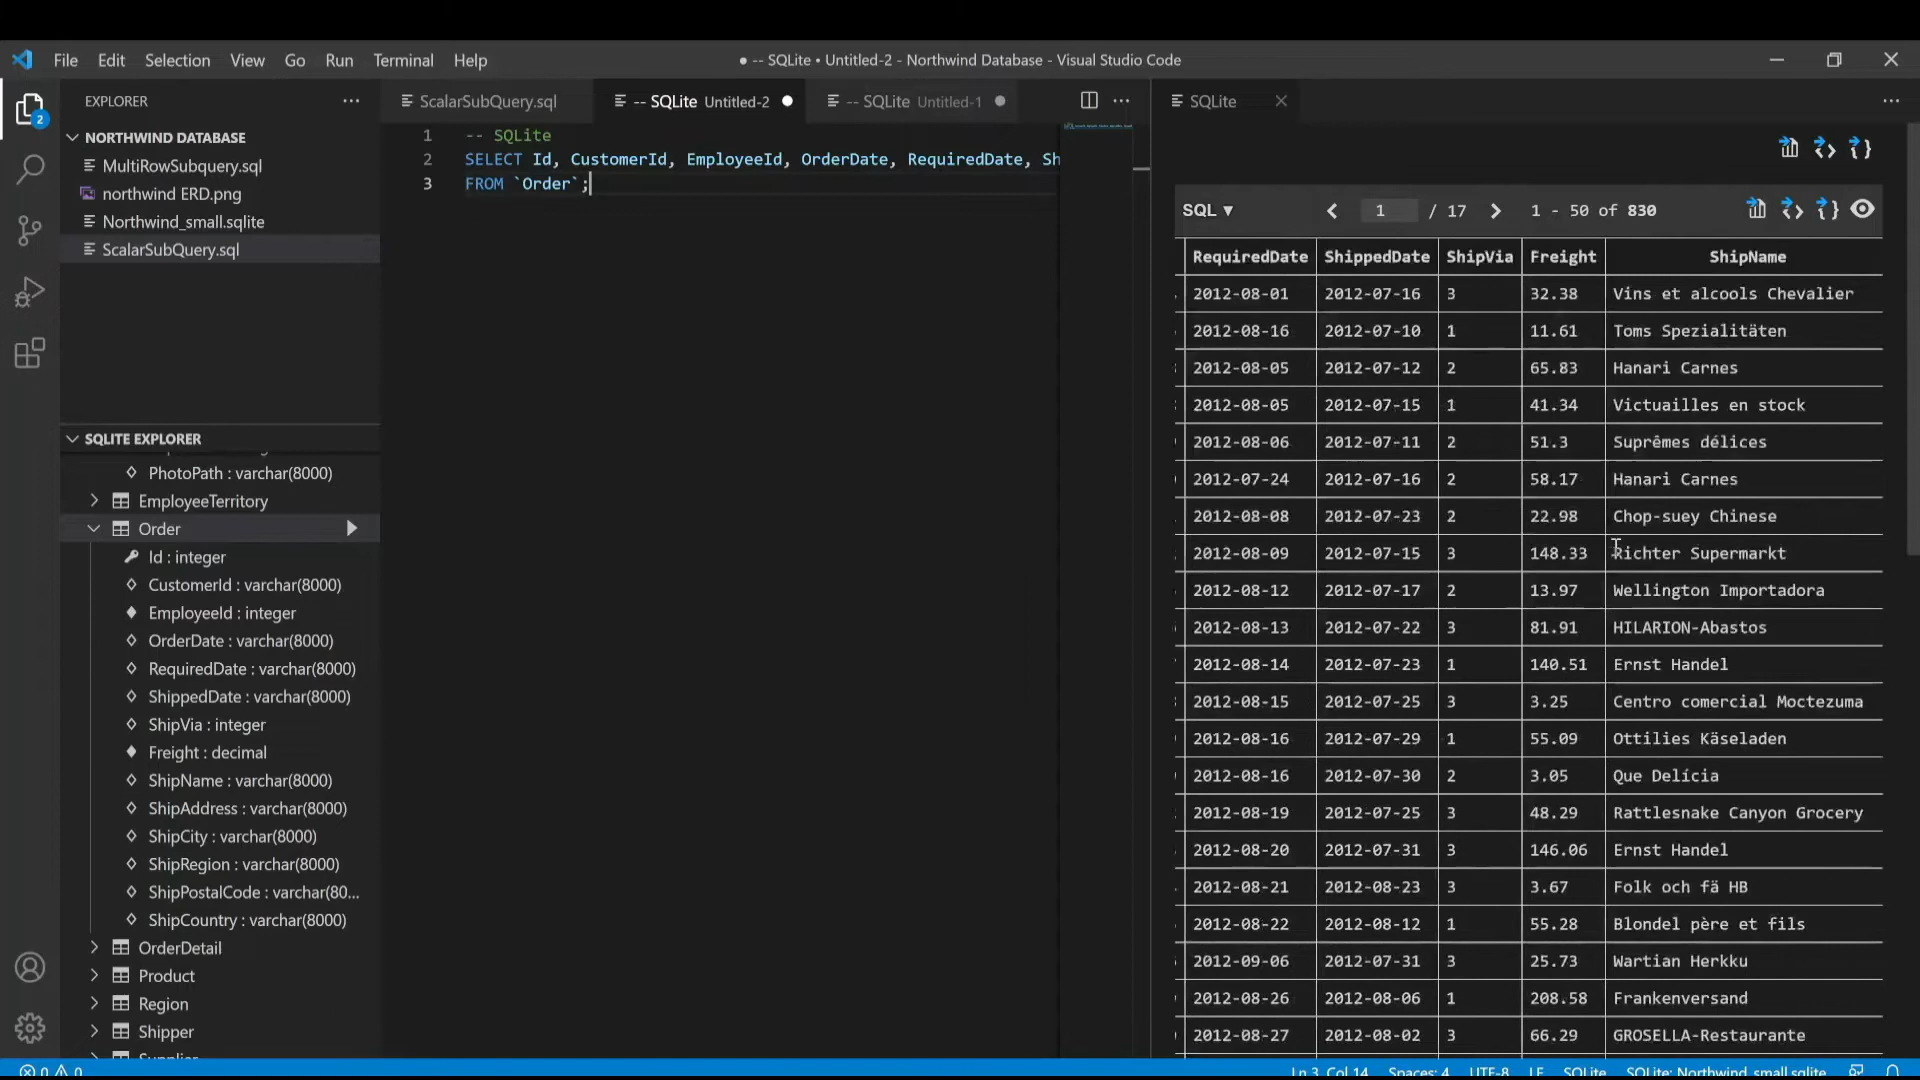 File Edit Selection View Go Run Terminal Help
● -- SQLite • Untitled-2 - Northwind Database - Visual Studio Code
EXPLORER
2
NORTHWIND DATABASE
MultiRowSubquery.sql
northwind ERD.png
Northwind_small.sqlite
ScalarSubQuery.sql
SQLITE EXPLORER
PhotoPath : varchar(8000)
EmployeeTerritory
Order
Id : integer
CustomerId : varchar(8000)
EmployeeId : integer
OrderDate : varchar(8000)
RequiredDate : varchar(8000)
ShippedDate : varchar(8000)
ShipVia : integer
Freight : decimal
ShipName : varchar(8000)
ShipAddress : varchar(8000)
ShipCity : varchar(8000)
ShipRegion : varchar(8000)
ShipPostalCode : varchar(80...
ShipCountry : varchar(8000)
OrderDetail
Product
Region
Shipper
ScalarSubQuery.sql
-- SQLite Untitled-2
-- SQLite Untitled-1
1 -- SQLite
2 SELECT Id, CustomerId, EmployeeId, OrderDate, RequiredDate, Sh
3 FROM `Order`;
SQLite
SQL ▼ 1 / 17 1 - 50 of 830
RequiredDate ShippedDate ShipVia Freight ShipName
2012-08-01 2012-07-16 3 32.38 Vins et alcools Chevalier
2012-08-16 2012-07-10 1 11.61 Toms Spezialitäten
2012-08-05 2012-07-12 2 65.83 Hanari Carnes
2012-08-05 2012-07-15 1 41.34 Victuailles en stock
2012-08-06 2012-07-11 2 51.3 Suprêmes délices
2012-07-24 2012-07-16 2 58.17 Hanari Carnes
2012-08-08 2012-07-23 2 22.98 Chop-suey Chinese
2012-08-09 2012-07-15 3 148.33 Richter Supermarkt
2012-08-12 2012-07-17 2 13.97 Wellington Importadora
2012-08-13 2012-07-22 3 81.91 HILARION-Abastos
2012-08-14 2012-07-23 1 140.51 Ernst Handel
2012-08-15 2012-07-25 3 3.25 Centro comercial Moctezuma
2012-08-16 2012-07-29 1 55.09 Ottilies Käseladen
2012-08-16 2012-07-30 2 3.05 Que Delícia
2012-08-19 2012-07-25 3 48.29 Rattlesnake Canyon Grocery
2012-08-20 2012-07-31 3 146.06 Ernst Handel
2012-08-21 2012-08-23 3 3.67 Folk och fä HB
2012-08-22 2012-08-12 1 55.28 Blondel père et fils
2012-09-06 2012-07-31 3 25.73 Wartian Herkku
2012-08-26 2012-08-06 1 208.58 Frankenversand
2012-08-27 2012-08-02 3 66.29 GROSELLA-Restaurante
0 0 Ln 3, Col 14 Spaces: 4 UTF-8 LF SQLite SQLite: Northwind_small.sqlite